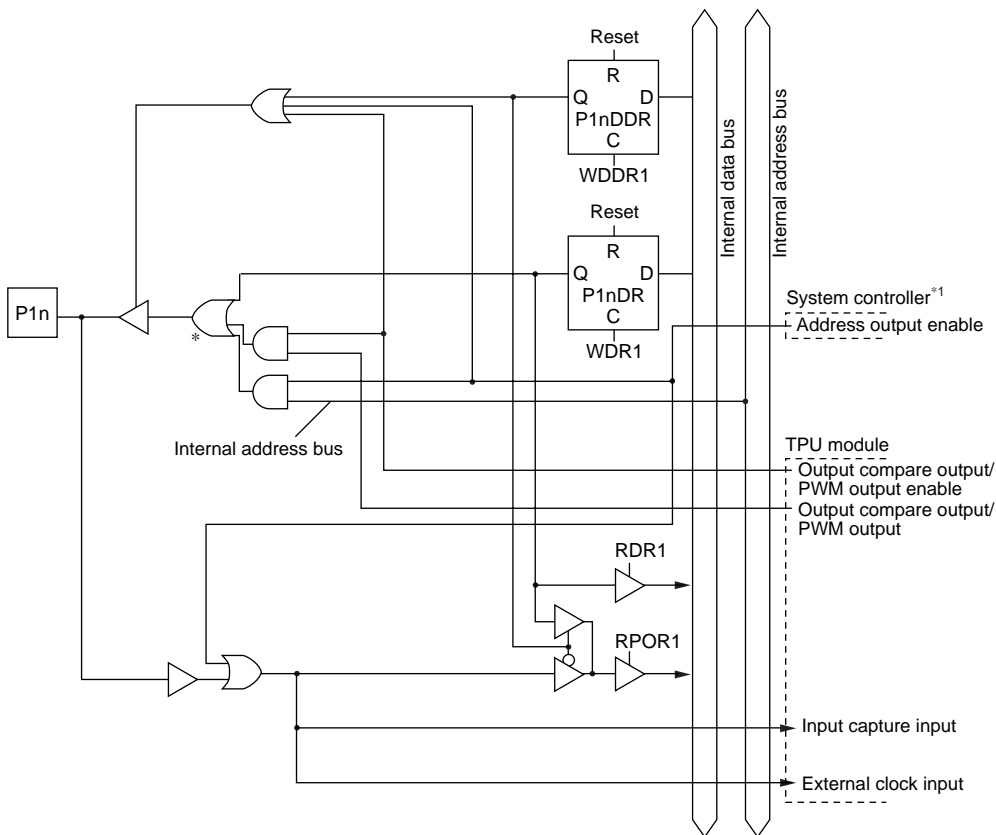 Reset
R
Q D
P1nDDR
C
WDDR1
Reset
R
Q D
P1nDR
C
WDR1
Internal data bus
Internal address bus
P1n
*
System controller*1
Address output enable
Internal address bus
TPU module
Output compare output/
PWM output enable
Output compare output/
PWM output
RDR1
RPOR1
Input capture input
External clock input